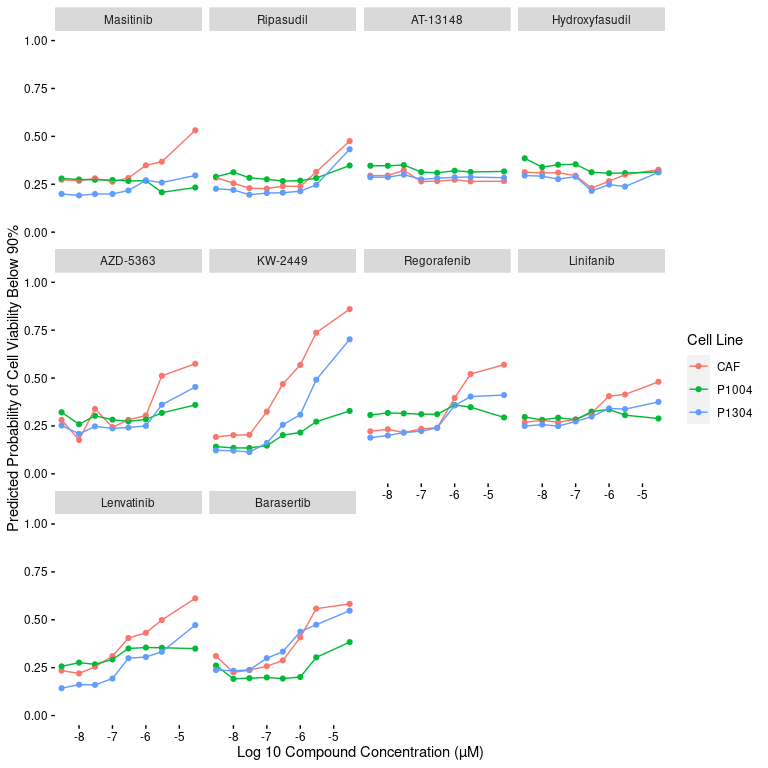 Masitinib Ripasudil AT-13148 Hydroxyfasudil
1.00
0.75
0.50
0.25
0.00
AZD-5363 KW-2449 Regorafenib Linifanib
1.00
0.75
0.50
0.25
0.00
-8 -7 -6 -5 -8 -7 -6 -5
Lenvatinib Barasertib
1.00
0.75
0.50
0.25
0.00
-8 -7 -6 -5 -8 -7 -6 -5
Log 10 Compound Concentration (μM)
Predicted Probability of Cell Viability Below 90%
Cell Line
CAF
P1004
P1304